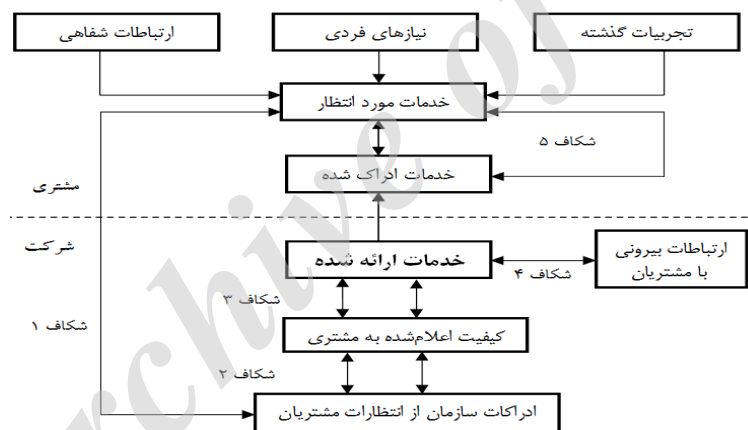 تجربیات گذشته
نیازهای فردی
ارتباطات شفاهی
خدمات مورد انتظار
شکاف ۵
خدمات ادراک شده
مشتری
شرکت
خدمات ارائه شده
ارتباطات بیرونی
با مشتریان
شکاف ۴
شکاف ۳
شکاف ۱
کیفیت اعلام‌شده به مشتری
شکاف ۲
ادراکات سازمان از انتظارات مشتریان
rchive of